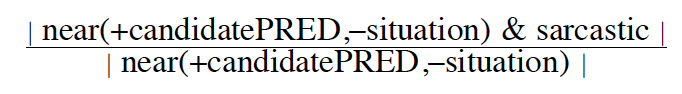 | near(+candidatePRED,–situation) & sarcastic |
| near(+candidatePRED,–situation) |